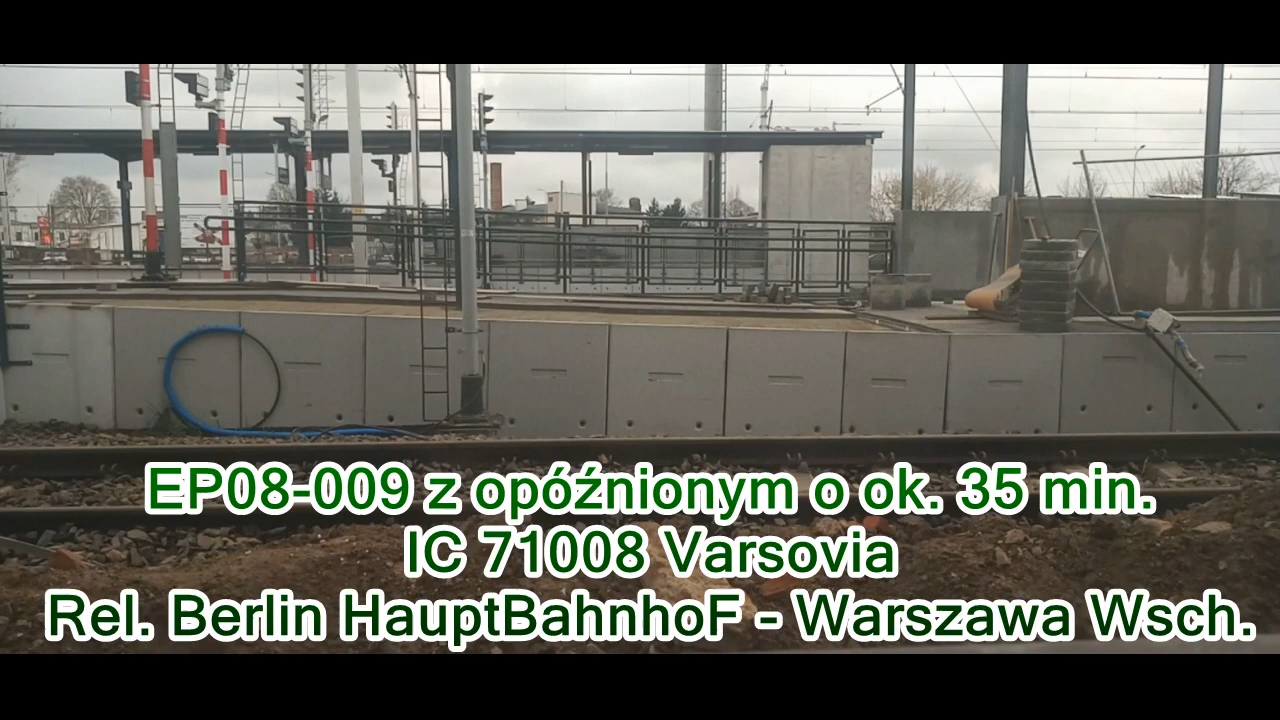 EP08-009 z opóźnionym o ok. 35 min.
IC 71008 Varsovia
Rel. Berlin HauptBahnhoF - Warszawa Wsch.